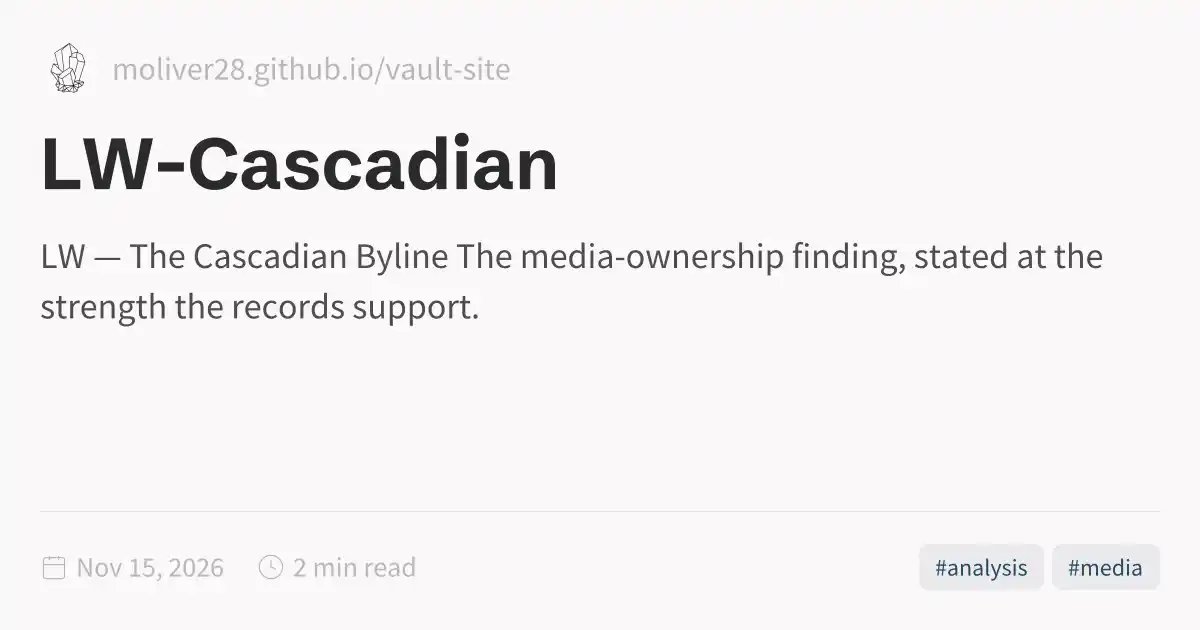 moliver28.github.io/vault-site
LW-Cascadian
LW — The Cascadian Byline The media-ownership finding, stated at the
strength the records support.
Nov 15, 2026 2 min read #analysis #media